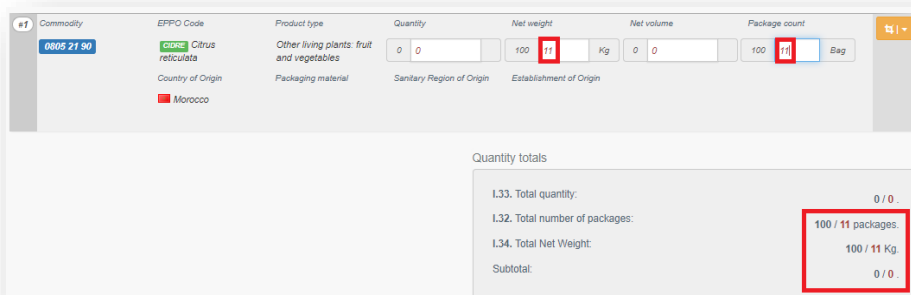 #1 Commodity EPPO Code Product type Quantity Net weight Net volume Package count
0805 21 90 CIDRE Citrus reticulata Other living plants: fruit and vegetables 0 0 100 11 Kg 0 0 100 11 Bag
Country of Origin Packaging material Sanitary Region of Origin Establishment of Origin
Morocco
Quantity totals
I.33. Total quantity: 0 / 0 .
I.32. Total number of packages: 100 / 11 packages.
I.34. Total Net Weight: 100 / 11 Kg.
Subtotal: 0 / 0 .